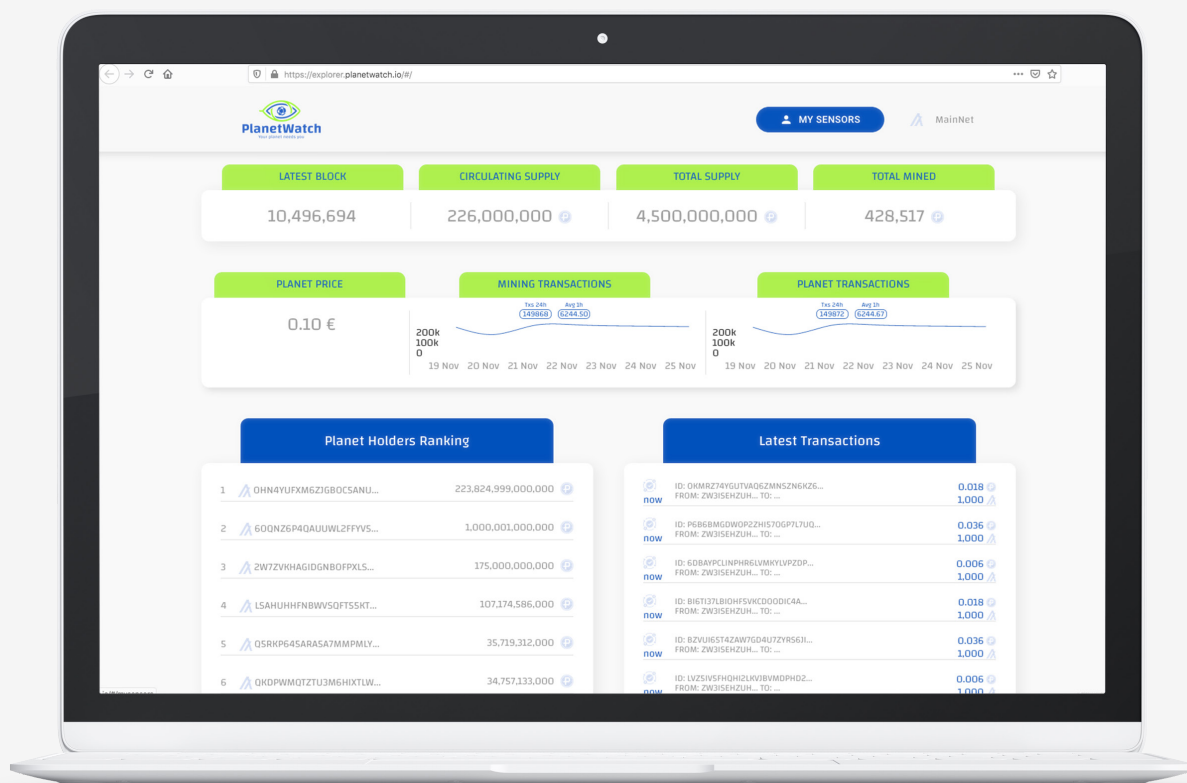 https://explorer.planetwatch.io/#/
PlanetWatch
Your planet needs you
MY SENSORS
MainNet
LATEST BLOCK
CIRCULATING SUPPLY
TOTAL SUPPLY
TOTAL MINED
10,496,694
226,000,000
4,500,000,000
428,517
PLANET PRICE
MINING TRANSACTIONS
PLANET TRANSACTIONS
0.10 €
Txs 24h Avg 1h
149868 6244.50
200k
100k
0
19 Nov 20 Nov 21 Nov 22 Nov 23 Nov 24 Nov 25 Nov
Txs 24h Avg 1h
149872 6244.67
200k
100k
0
19 Nov 20 Nov 21 Nov 22 Nov 23 Nov 24 Nov 25 Nov
Planet Holders Ranking
1 OHN4YUFXM6ZJGBOCSANU... 223,824,999,000,000
2 6OQNZ6P4QAUUWL2FFYVS... 1,000,001,000,000
3 2W7ZVKHAGIDGNBOFPXLS... 175,000,000,000
4 LSAHUHHFNBWVSQFTS5KT... 107,174,586,000
5 QSRKP64SARASA7MMPMLY... 35,719,312,000
6 QKDPWMQTZTU3M6HIXTLW... 34,757,133,000
Latest Transactions
ID: OKMRZ74YGUTVAQ6ZMNSZN6KZ6...
FROM: ZW3ISEHZUH... TO: ...
now
0.018
1,000
ID: P6B6BMGDWOP2ZHIS7OGP7L7UQ...
FROM: ZW3ISEHZUH... TO: ...
now
0.036
1,000
ID: 6DBAYPCLINPHR6LVMKYLVPZDP...
FROM: ZW3ISEHZUH... TO: ...
now
0.006
1,000
ID: BI6TI37LBIOHF5VKCDOODIC4A...
FROM: ZW3ISEHZUH... TO: ...
now
0.018
1,000
ID: BZVUI65T4ZAW7GD4U7ZYRS6JI...
FROM: ZW3ISEHZUH... TO: ...
now
0.036
1,000
ID: LVZSIVSFHQHI2LKVJBVMDPHD2...
FROM: ZW3ISEHZUH... TO: ...
now
0.006
1,000